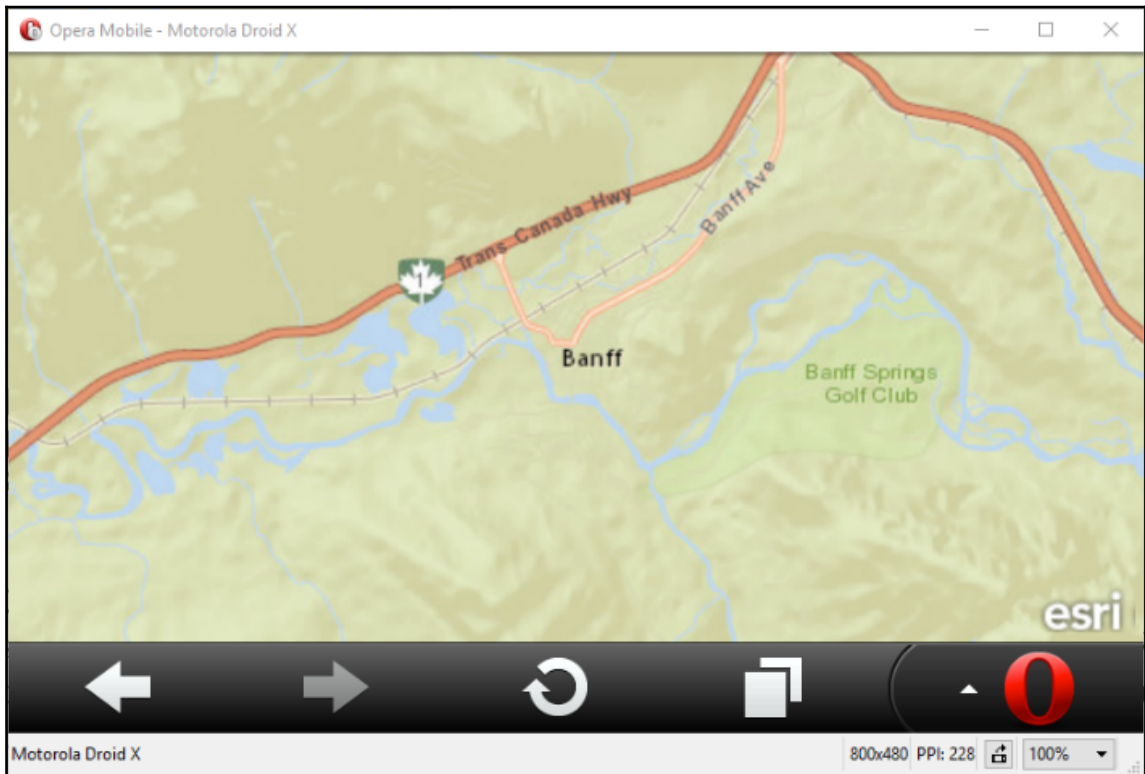 Opera Mobile - Motorola Droid X
Trans Canada Hwy
Banff Ave
1
Banff
Banff Springs
Golf Club
esri
Motorola Droid X
800x480 PPI: 228 100%